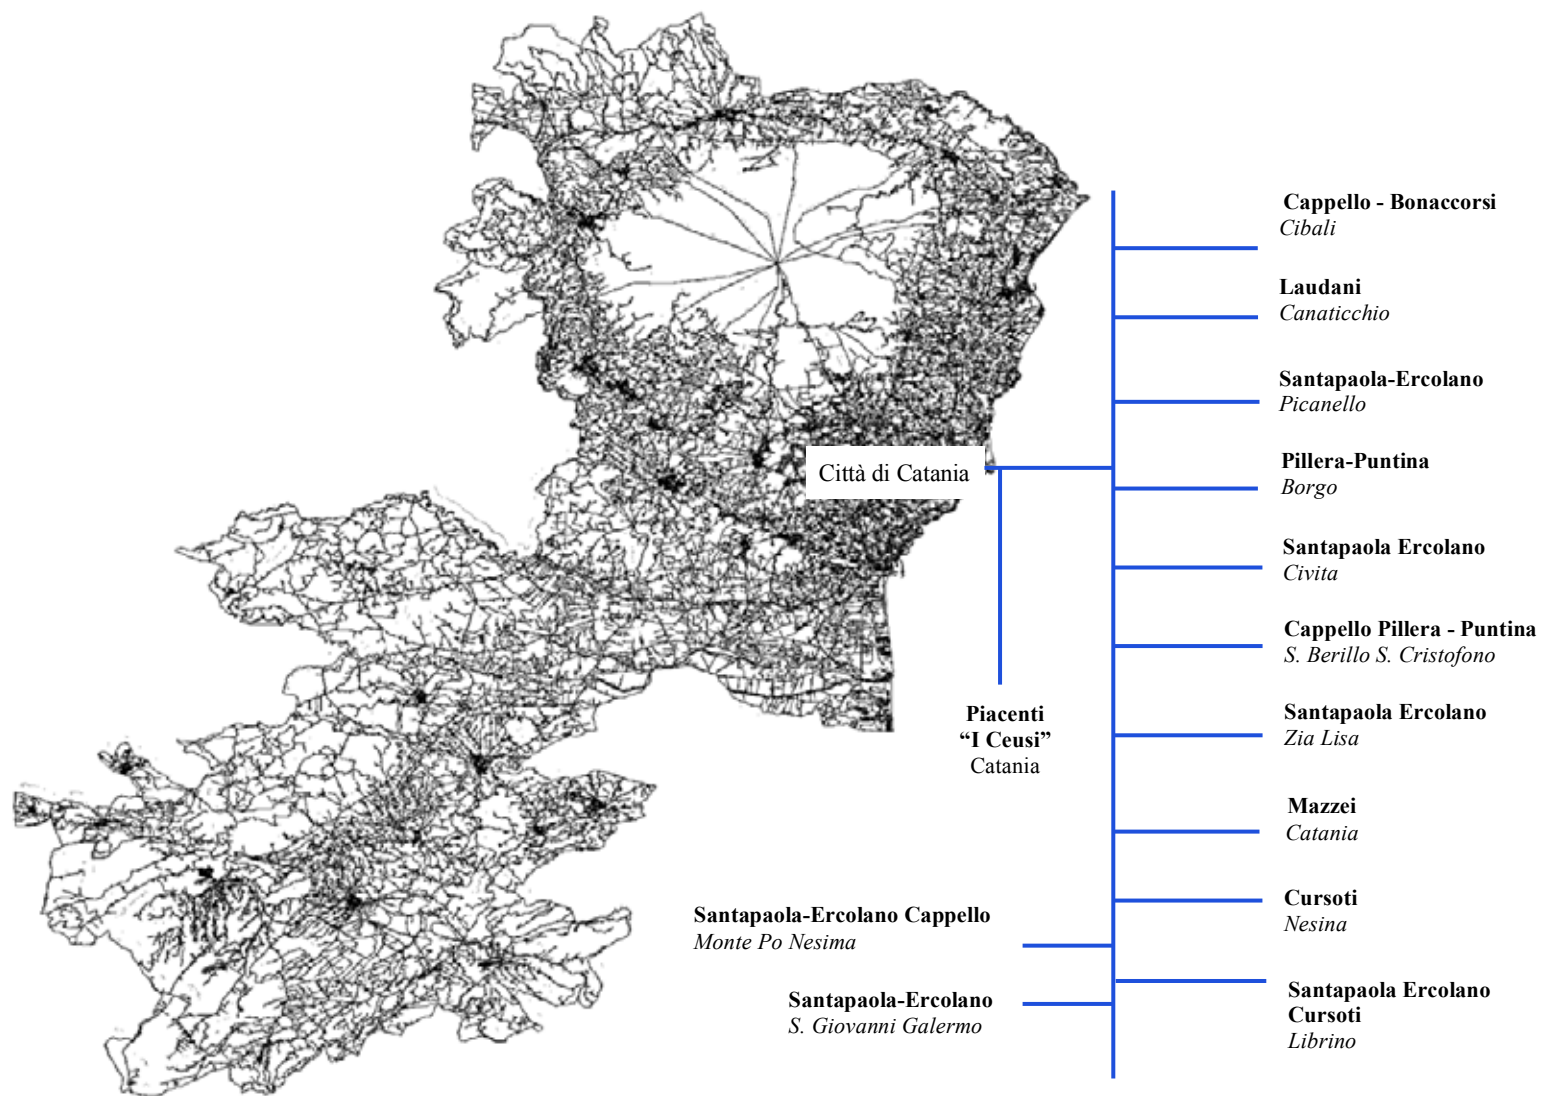 Cappello - Bonaccorsi
Cibali
Laudani
Canaticchio
Santapaola-Ercolano
Picanello
Città di Catania
Pillera-Puntina
Borgo
Santapaola Ercolano
Civita
Cappello Pillera - Puntina
S. Berillo S. Cristofono
Piacenti
“I Ceusi”
Catania
Santapaola Ercolano
Zia Lisa
Mazzei
Catania
Cursoti
Nesina
Santapaola-Ercolano Cappello
Monte Po Nesima
Santapaola-Ercolano
S. Giovanni Galermo
Santapaola Ercolano
Cursoti
Librino